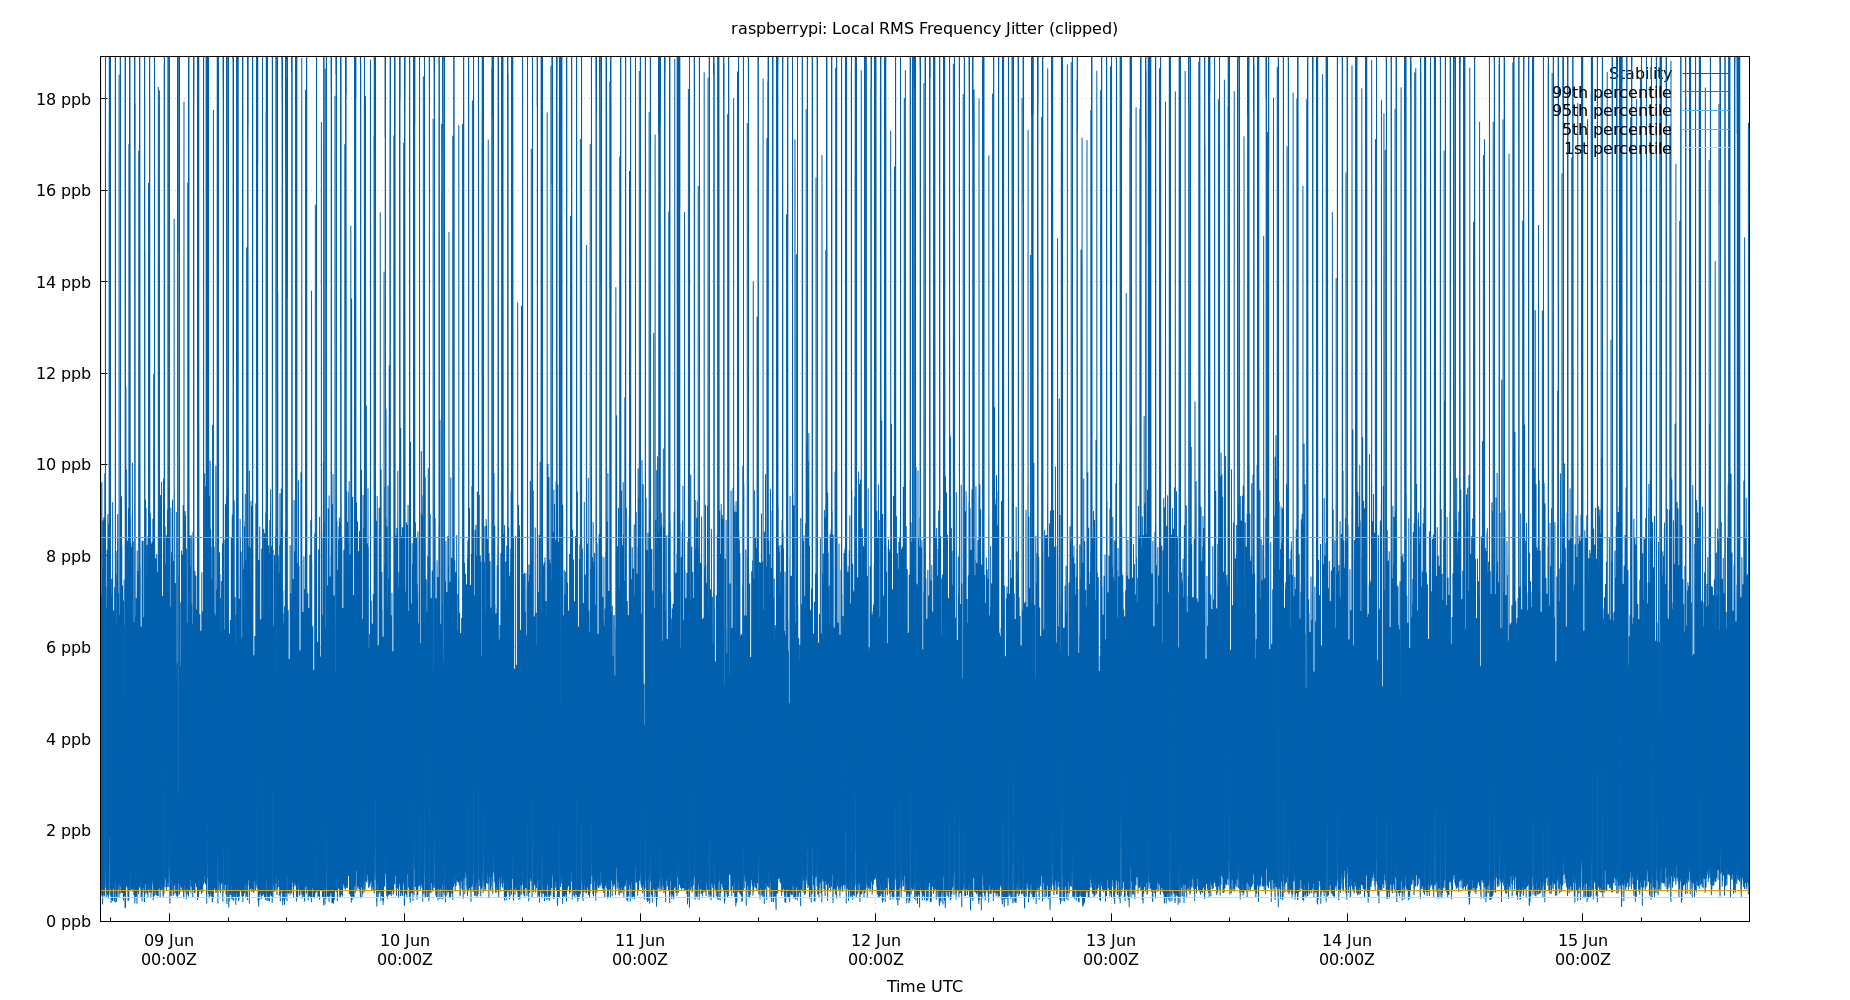 raspberrypi: Local RMS Frequency Jitter (clipped)
Stability
99th percentile
95th percentile
5th percentile
1st percentile
18 ppb
16 ppb
14 ppb
12 ppb
10 ppb
8 ppb
6 ppb
4 ppb
2 ppb
0 ppb
09 Jun 10 Jun 11 Jun 12 Jun 13 Jun 14 Jun 15 Jun
00:00Z 00:00Z 00:00Z 00:00Z 00:00Z 00:00Z 00:00Z
Time UTC